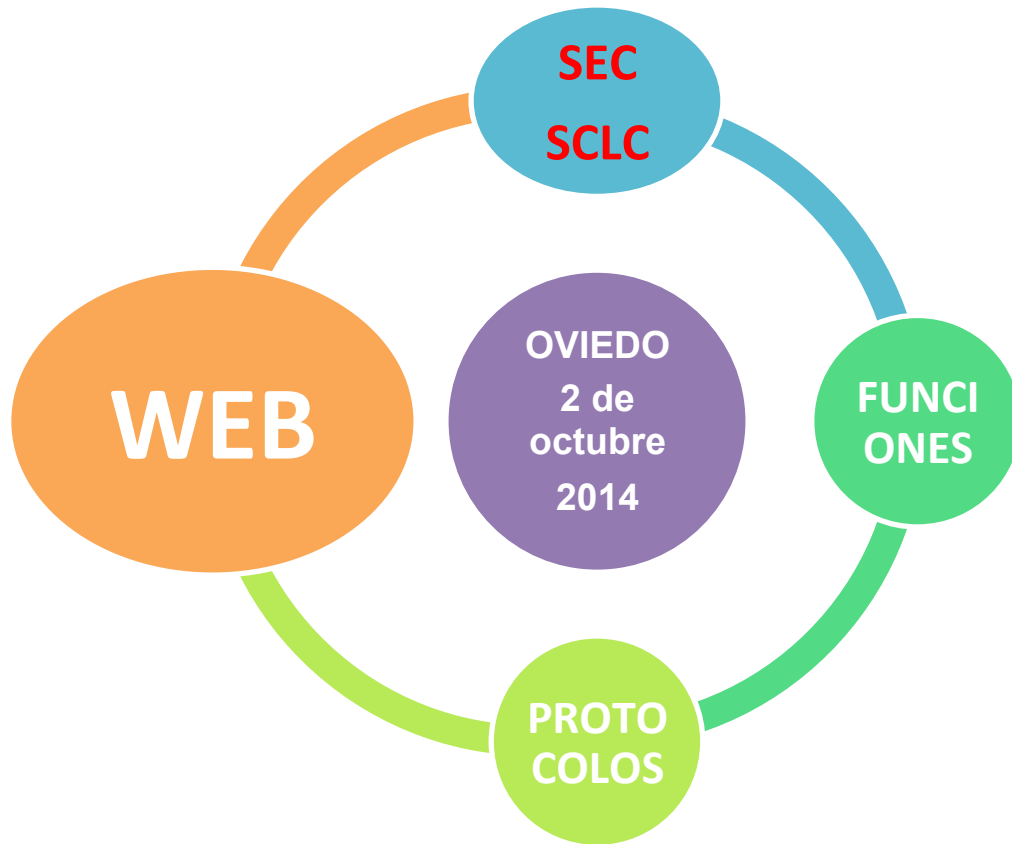 SEC
SCLC
WEB
OVIEDO
2 de
octubre
2014
FUNCI
ONES
PROTO
COLOS